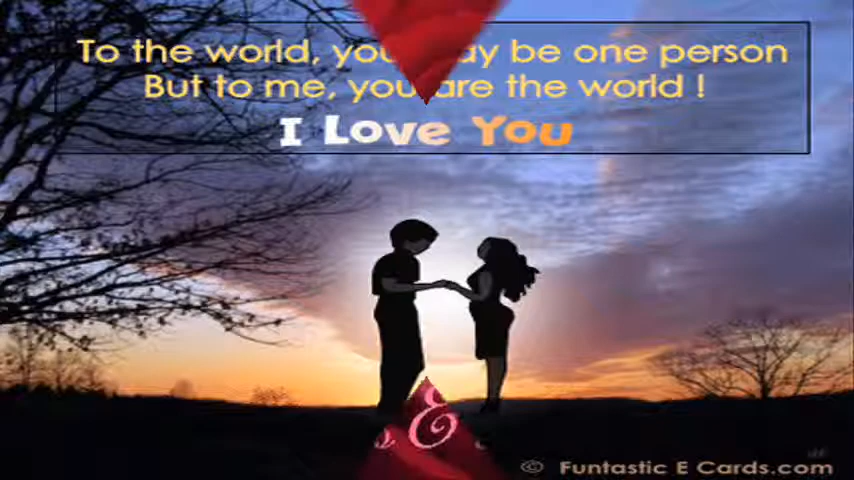 To the world, you may be one person
But to me, you are the world !
I Love You
&
© Funtastic E Cards.com